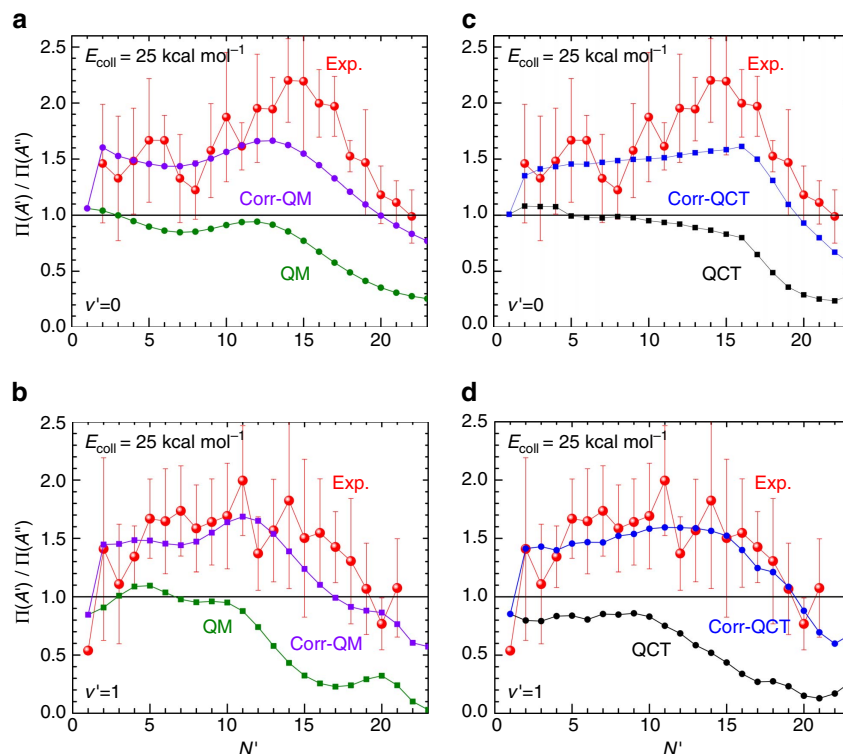 a
E_coll = 25 kcal mol⁻¹
Exp.
Corr-QM
QM
v'=0
Π(A') / Π(A'')
2.5
2.0
1.5
1.0
0.5
0.0
5
10
15
20
c
E_coll = 25 kcal mol⁻¹
Exp.
Corr-QCT
QCT
v'=0
2.5
2.0
1.5
1.0
0.5
0.0
5
10
15
20
b
E_coll = 25 kcal mol⁻¹
Exp.
QM
Corr-QM
v'=1
Π(A') / Π(A'')
2.5
2.0
1.5
1.0
0.5
0.0
5
10
15
20
N'
d
E_coll = 25 kcal mol⁻¹
Exp.
Corr-QCT
QCT
v'=1
2.5
2.0
1.5
1.0
0.5
0.0
5
10
15
20
N'